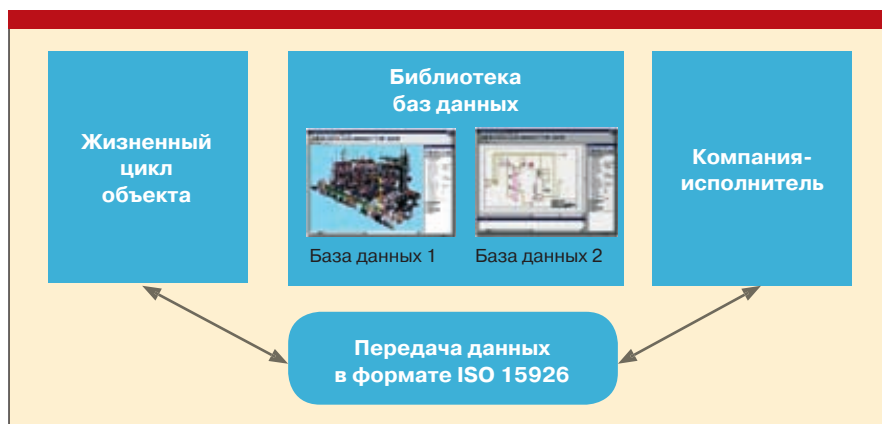 Жизненный
цикл
объекта
Библиотека
баз данных
База данных 1
База данных 2
Компания-
исполнитель
Передача данных
в формате ISO 15926